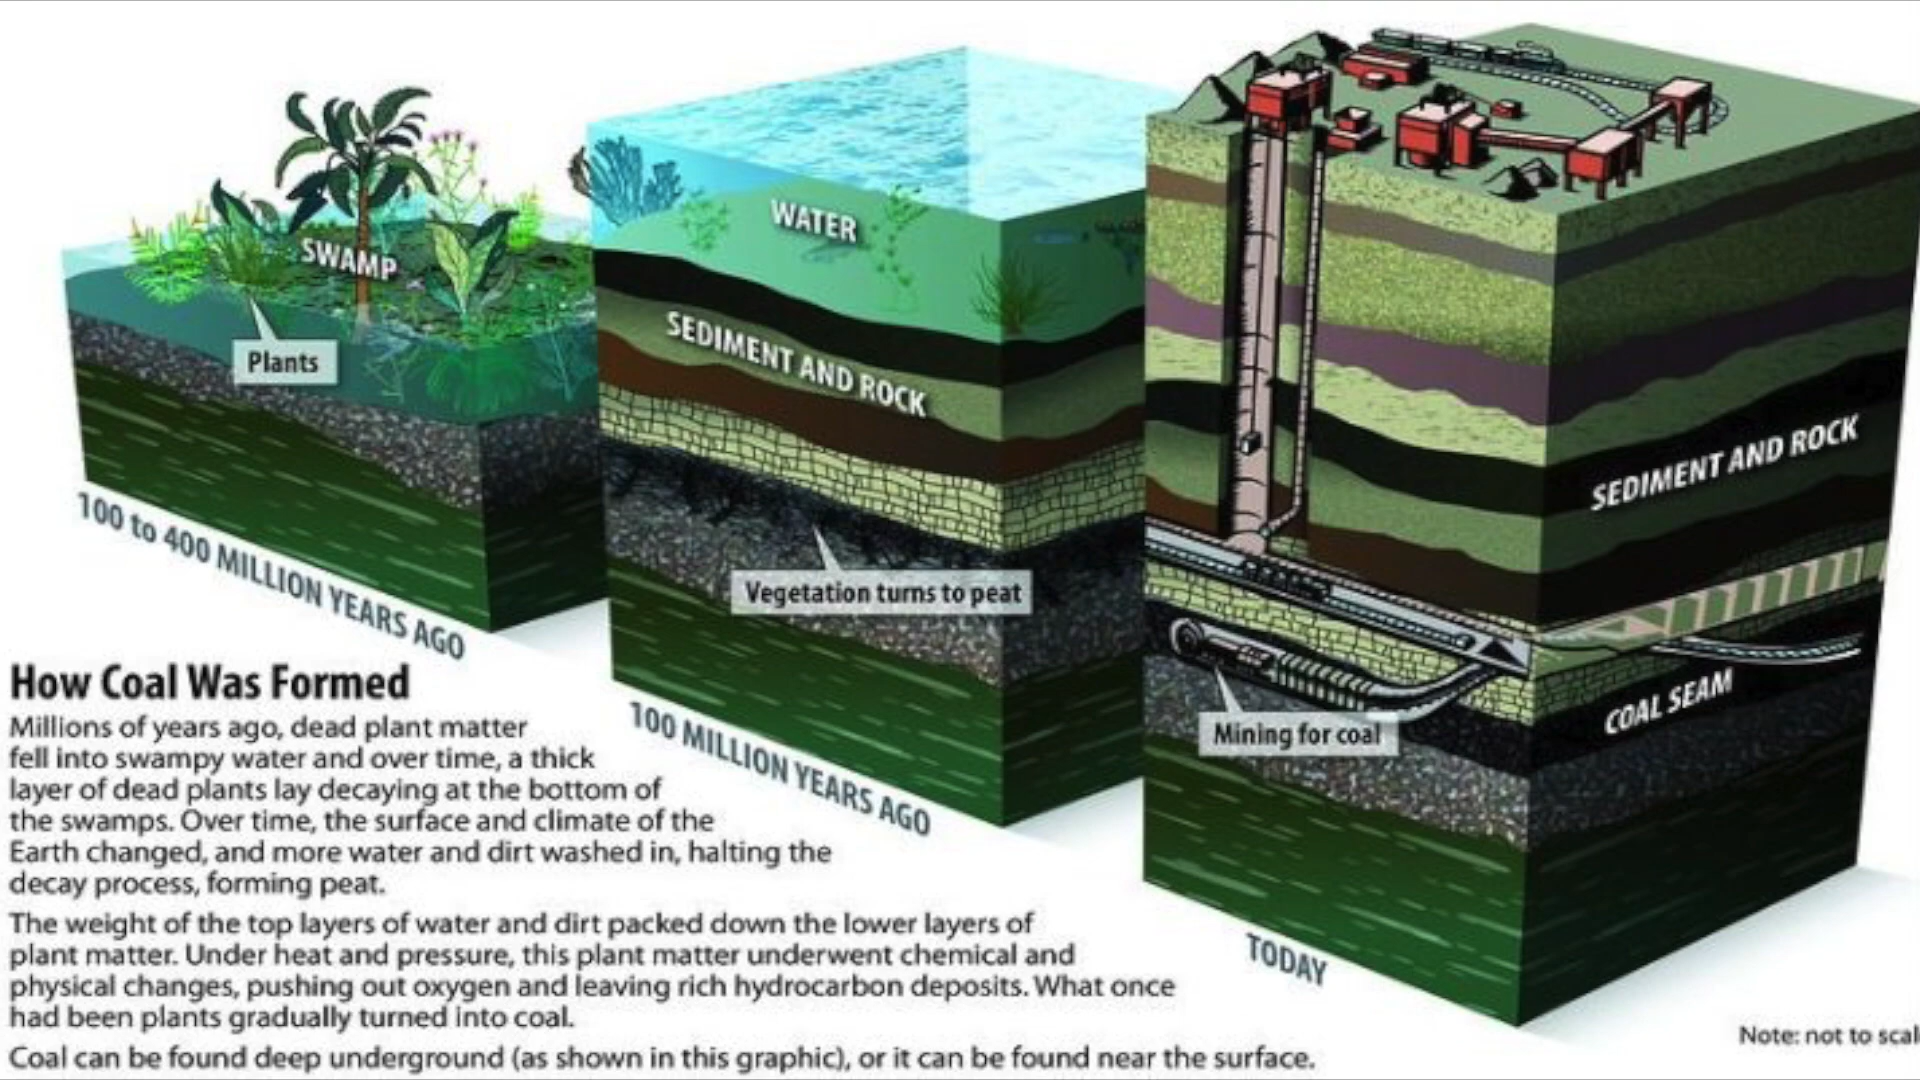 SWAMP
Plants
100 to 400 MILLION YEARS AGO
WATER
SEDIMENT AND ROCK
Vegetation turns to peat
100 MILLION YEARS AGO
SEDIMENT AND ROCK
COAL SEAM
Mining for coal
TODAY
How Coal Was Formed
Millions of years ago, dead plant matter
fell into swampy water and over time, a thick
layer of dead plants lay decaying at the bottom of
the swamps. Over time, the surface and climate of the
Earth changed, and more water and dirt washed in, halting the
decay process, forming peat.
The weight of the top layers of water and dirt packed down the lower layers of
plant matter. Under heat and pressure, this plant matter underwent chemical and
physical changes, pushing out oxygen and leaving rich hydrocarbon deposits. What once
had been plants gradually turned into coal.
Coal can be found deep underground (as shown in this graphic), or it can be found near the surface.
Note: not to scal